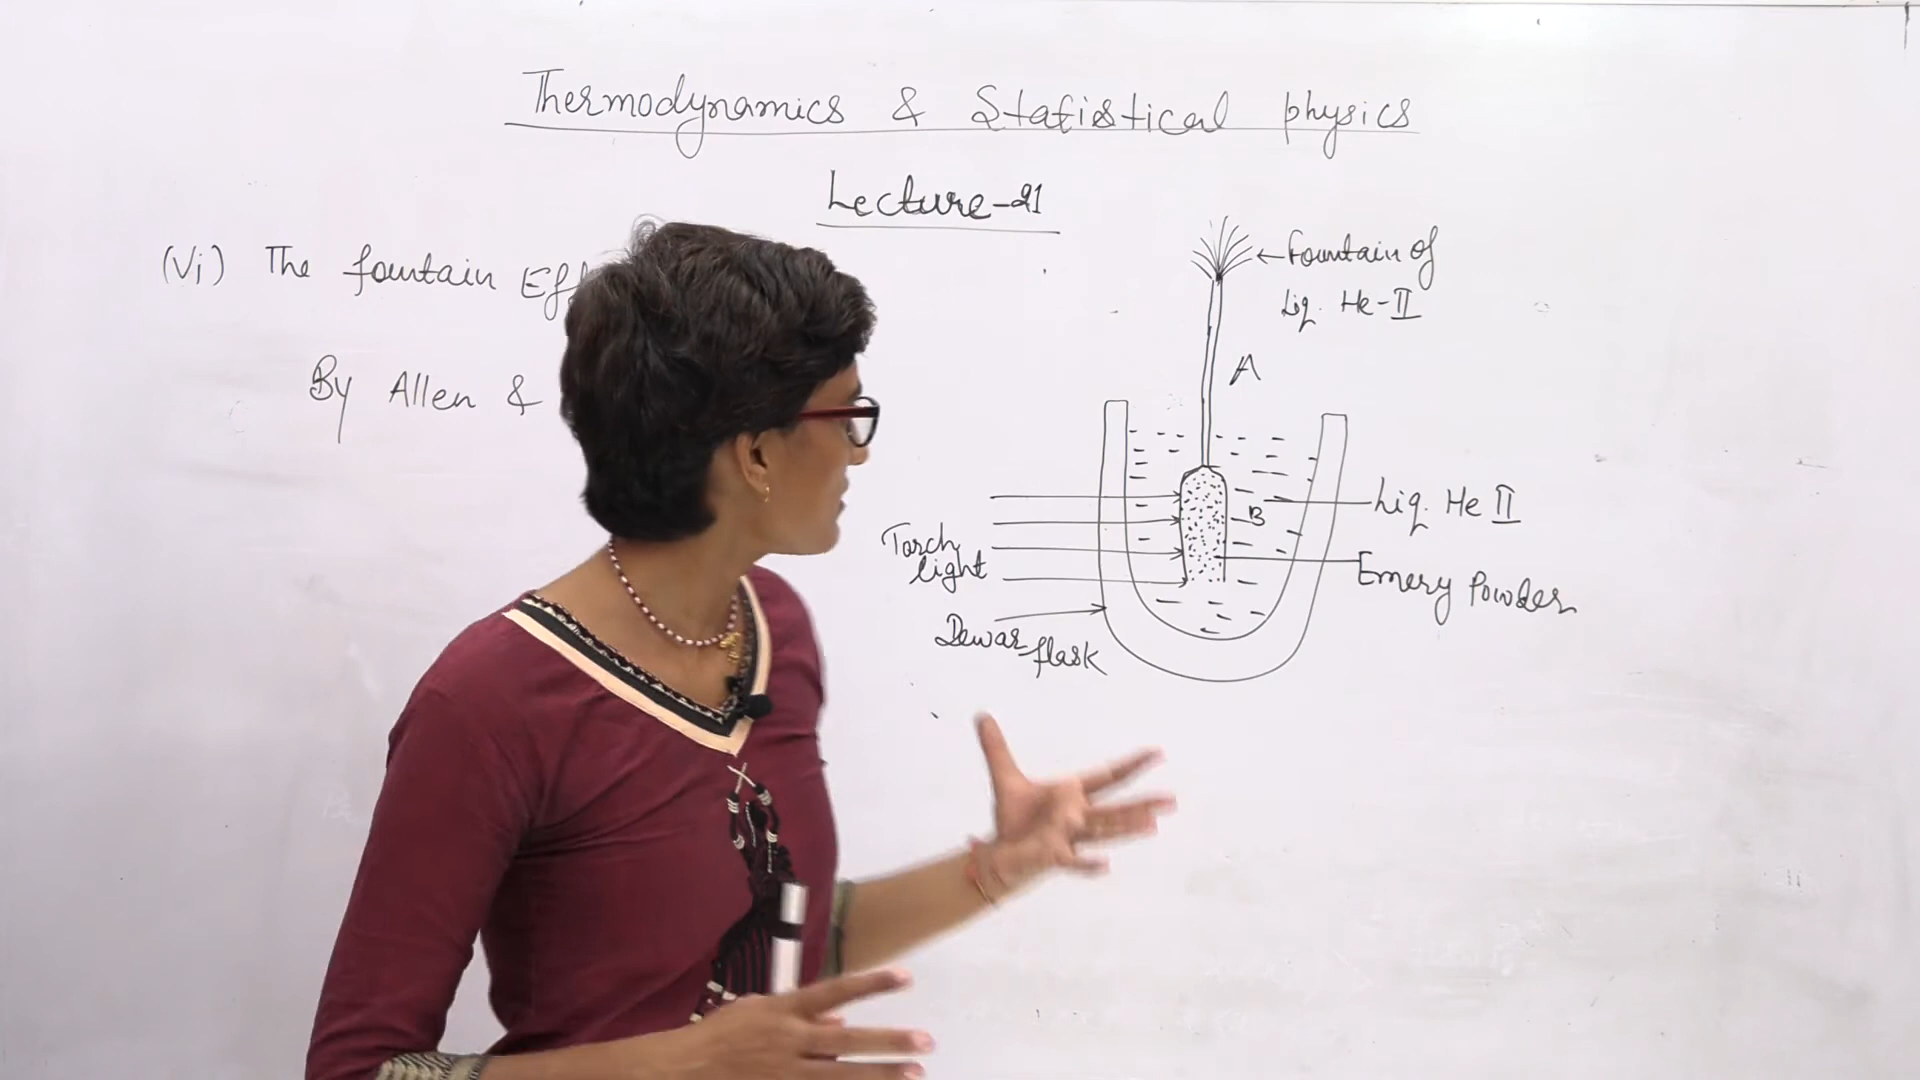 Thermodynamics & Statistical physics
Lecture-21
(Vi) The fountain Eff
By Allen &
←Fountain of
Liq. He-II
A
B
Liq. He II
Torch
light
Emery Powder
Dewar
flask